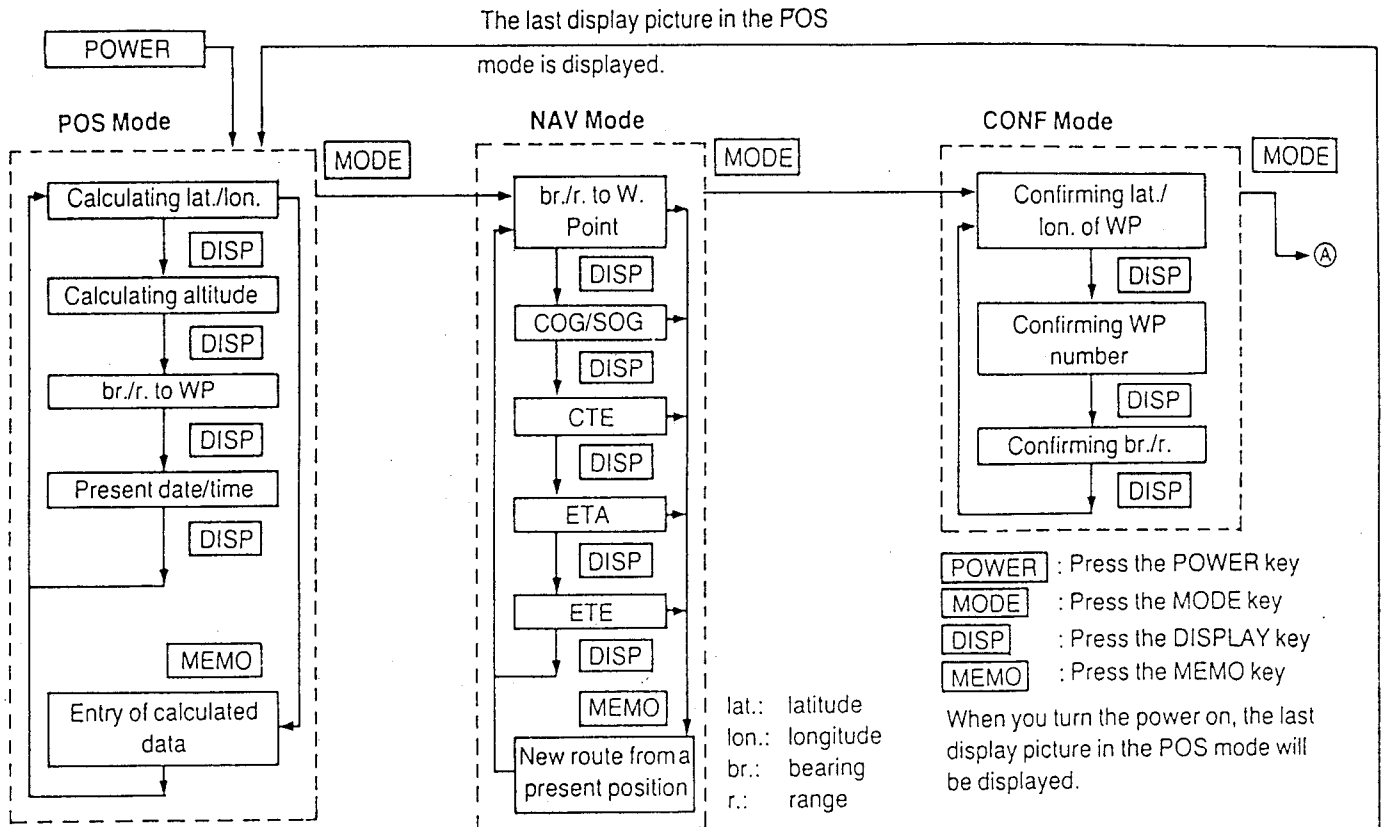 The last display picture in the POS
mode is displayed.
POWER
POS Mode
MODE
Calculating lat./lon.
DISP
Calculating altitude
DISP
br./r. to WP
DISP
Present date/time
DISP
MEMO
Entry of calculated
data
NAV Mode
MODE
br./r. to W.
Point
DISP
COG/SOG
DISP
CTE
DISP
ETA
DISP
ETE
DISP
MEMO
New route from a
present position
CONF Mode
MODE
Confirming lat./
lon. of WP
A
DISP
Confirming WP
number
DISP
Confirming br./r.
DISP
lat.: latitude
lon.: longitude
br.: bearing
r.: range
POWER : Press the POWER key
MODE : Press the MODE key
DISP : Press the DISPLAY key
MEMO : Press the MEMO key
When you turn the power on, the last
display picture in the POS mode will
be displayed.